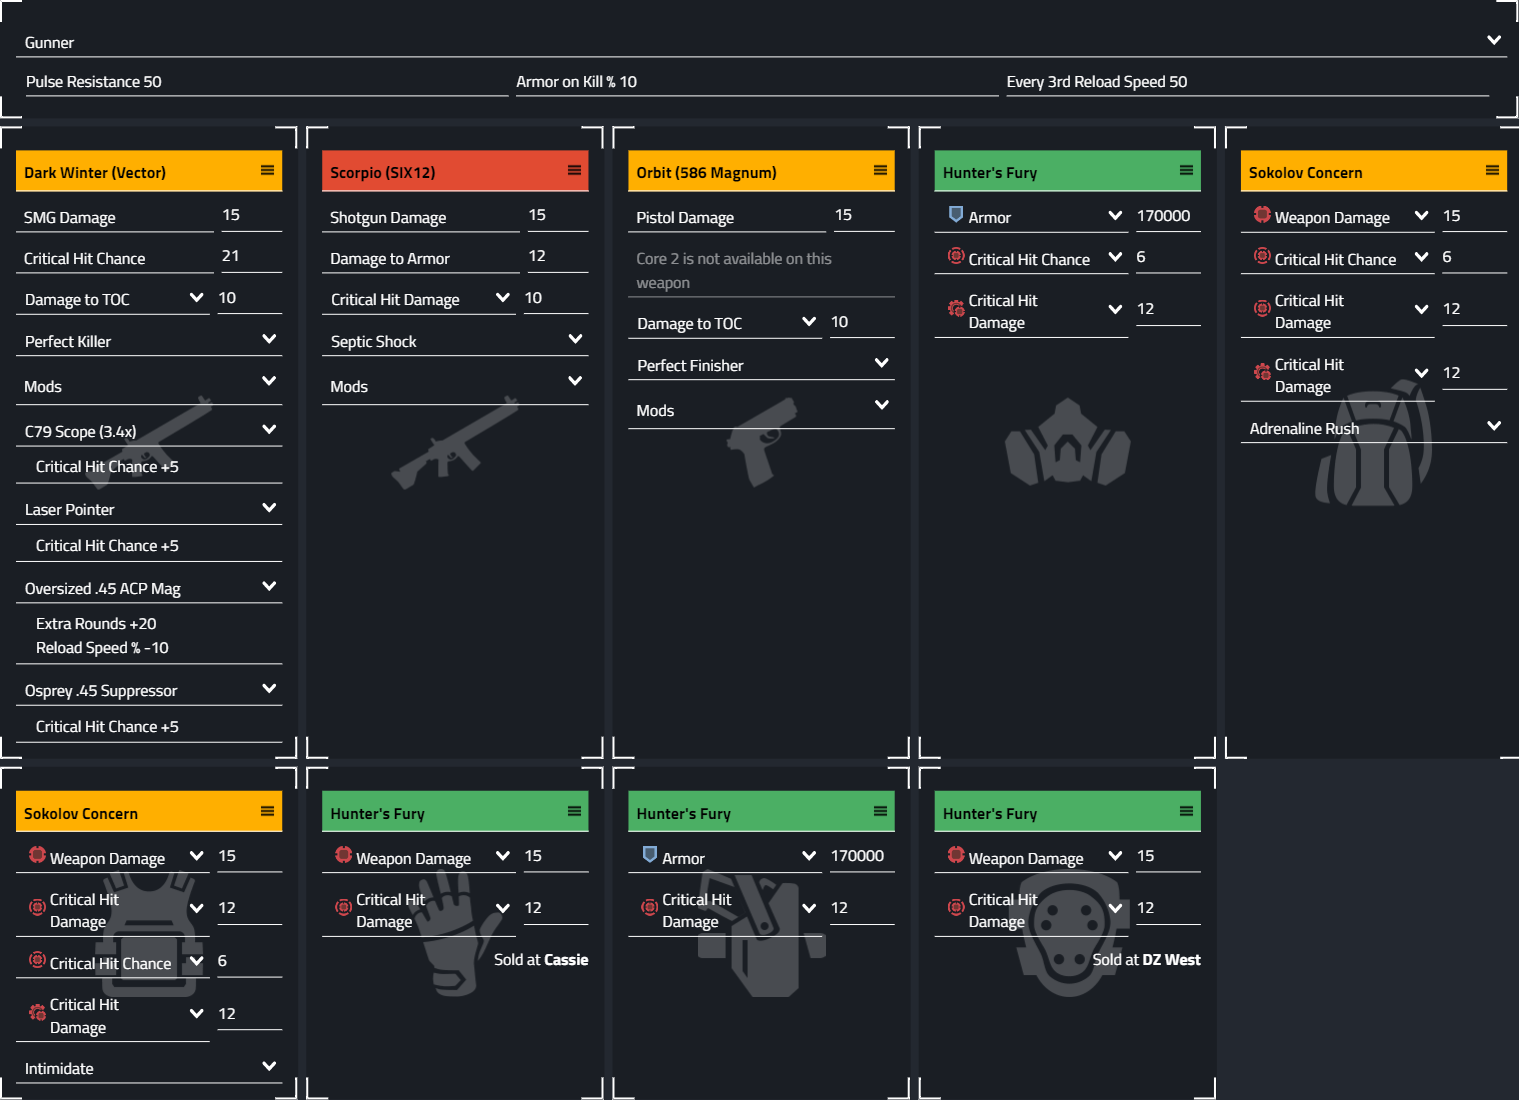 Gunner
Pulse Resistance 50
Armor on Kill % 10
Every 3rd Reload Speed 50
Dark Winter (Vector)
SMG Damage 15
Critical Hit Chance 21
Damage to TOC 10
Perfect Killer
Mods
C79 Scope (3.4x)
Critical Hit Chance +5
Laser Pointer
Critical Hit Chance +5
Oversized .45 ACP Mag
Extra Rounds +20
Reload Speed % -10
Osprey .45 Suppressor
Critical Hit Chance +5
Scorpio (SIX12)
Shotgun Damage 15
Damage to Armor 12
Critical Hit Damage 10
Septic Shock
Mods
Orbit (586 Magnum)
Pistol Damage 15
Core 2 is not available on this
weapon
Damage to TOC 10
Perfect Finisher
Mods
Hunter's Fury
Armor 170000
Critical Hit Chance 6
Critical Hit
Damage 12
Sokolov Concern
Weapon Damage 15
Critical Hit Chance 6
Critical Hit
Damage 12
Critical Hit
Damage 12
Adrenaline Rush
Sokolov Concern
Weapon Damage 15
Critical Hit
Damage 12
Critical Hit Chance 6
Critical Hit
Damage 12
Intimidate
Hunter's Fury
Weapon Damage 15
Critical Hit
Damage 12
Sold at Cassie
Hunter's Fury
Armor 170000
Critical Hit
Damage 12
Hunter's Fury
Weapon Damage 15
Critical Hit
Damage 12
Sold at DZ West